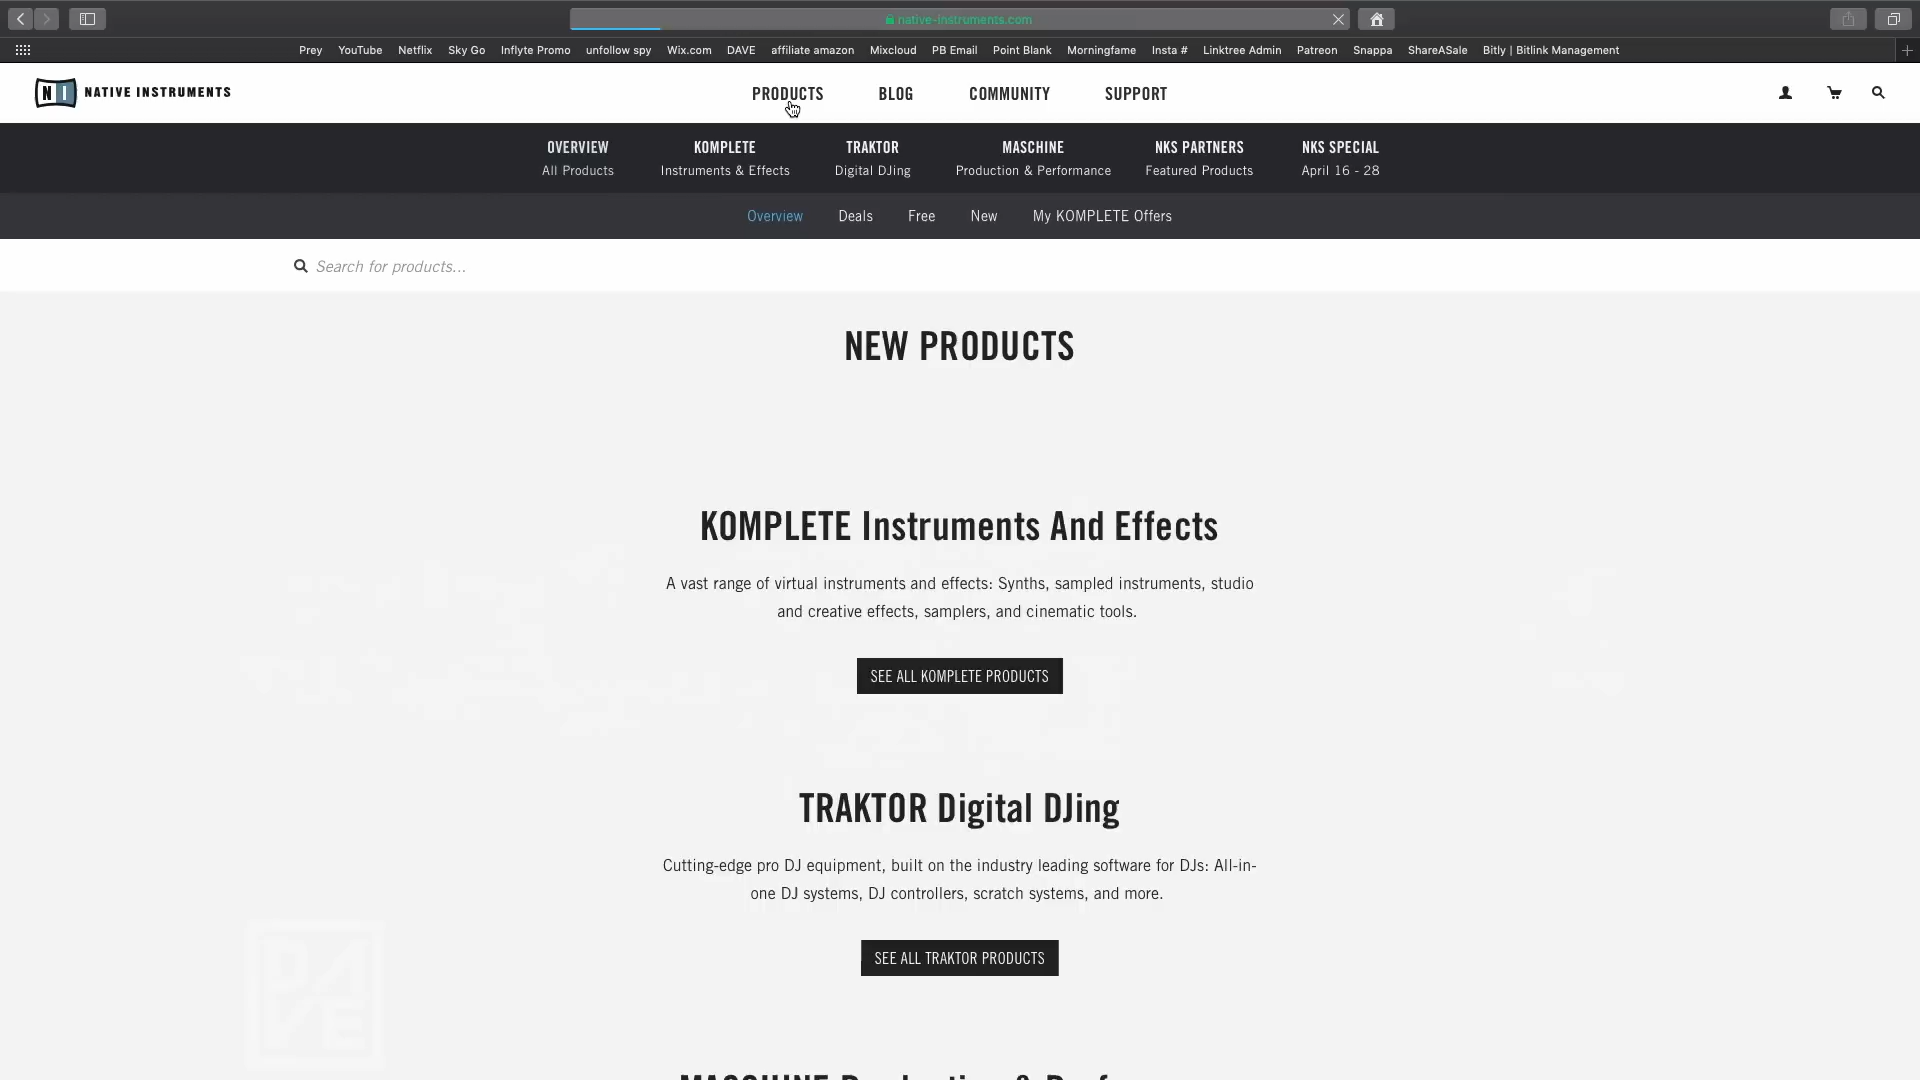 native-instruments.com
Prey YouTube Netflix Sky Go Inflyte Promo unfollow spy Wix.com DAVE affiliate amazon Mixcloud PB Email Point Blank Morningfame Insta # Linktree Admin Patreon Snappa ShareASale Bitly | Bitlink Management
NI NATIVE INSTRUMENTS PRODUCTS BLOG COMMUNITY SUPPORT
OVERVIEW KOMPLETE TRAKTOR MASCHINE NKS PARTNERS NKS SPECIAL
All Products Instruments & Effects Digital DJing Production & Performance Featured Products April 16 - 28
Overview Deals Free New My KOMPLETE Offers
Search for products...
NEW PRODUCTS
KOMPLETE Instruments And Effects
A vast range of virtual instruments and effects: Synths, sampled instruments, studio
and creative effects, samplers, and cinematic tools.
SEE ALL KOMPLETE PRODUCTS
TRAKTOR Digital DJing
Cutting-edge pro DJ equipment, built on the industry leading software for DJs: All-in-
one DJ systems, DJ controllers, scratch systems, and more.
SEE ALL TRAKTOR PRODUCTS
DAVE